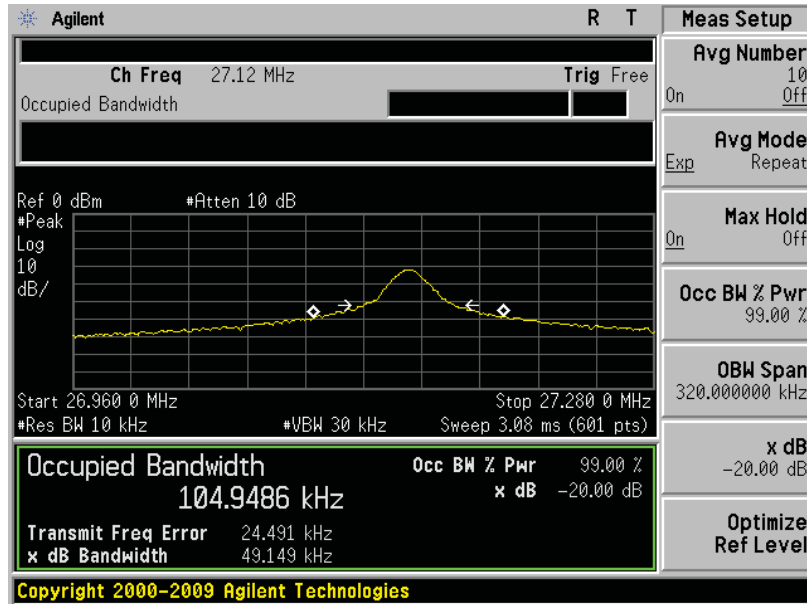 Agilent R T Meas Setup
Ch Freq 27.12 MHz Trig Free
Occupied Bandwidth
Avg Number
10
On Off
Avg Mode
Exp Repeat
Max Hold
On Off
Occ BW % Pwr
99.00 %
OBW Span
320.000000 kHz
x dB
-20.00 dB
Optimize
Ref Level
Ref 0 dBm #Atten 10 dB
#Peak
Log
10
dB/
Start 26.960 0 MHz Stop 27.280 0 MHz
#Res BW 10 kHz #VBW 30 kHz Sweep 3.08 ms (601 pts)
Occupied Bandwidth Occ BW % Pwr 99.00 %
104.9486 kHz x dB -20.00 dB
Transmit Freq Error 24.491 kHz
x dB Bandwidth 49.149 kHz
Copyright 2000-2009 Agilent Technologies